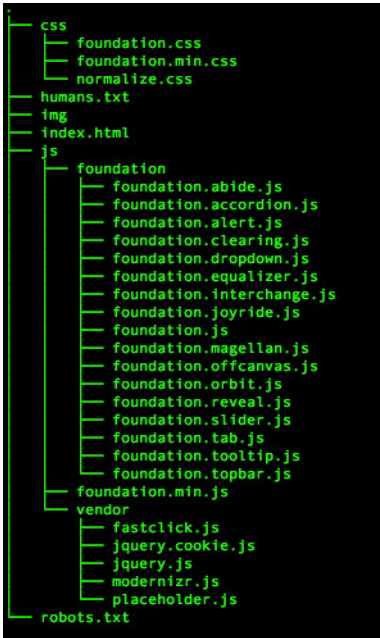 .
├── css
│   ├── foundation.css
│   ├── foundation.min.css
│   └── normalize.css
├── humans.txt
├── img
├── index.html
├── js
│   ├── foundation
│   │   ├── foundation.abide.js
│   │   ├── foundation.accordion.js
│   │   ├── foundation.alert.js
│   │   ├── foundation.clearing.js
│   │   ├── foundation.dropdown.js
│   │   ├── foundation.equalizer.js
│   │   ├── foundation.interchange.js
│   │   ├── foundation.joyride.js
│   │   ├── foundation.js
│   │   ├── foundation.magellan.js
│   │   ├── foundation.offcanvas.js
│   │   ├── foundation.orbit.js
│   │   ├── foundation.reveal.js
│   │   ├── foundation.slider.js
│   │   ├── foundation.tab.js
│   │   ├── foundation.tooltip.js
│   │   └── foundation.topbar.js
│   ├── foundation.min.js
│   └── vendor
│       ├── fastclick.js
│       ├── jquery.cookie.js
│       ├── jquery.js
│       ├── modernizr.js
│       └── placeholder.js
└── robots.txt